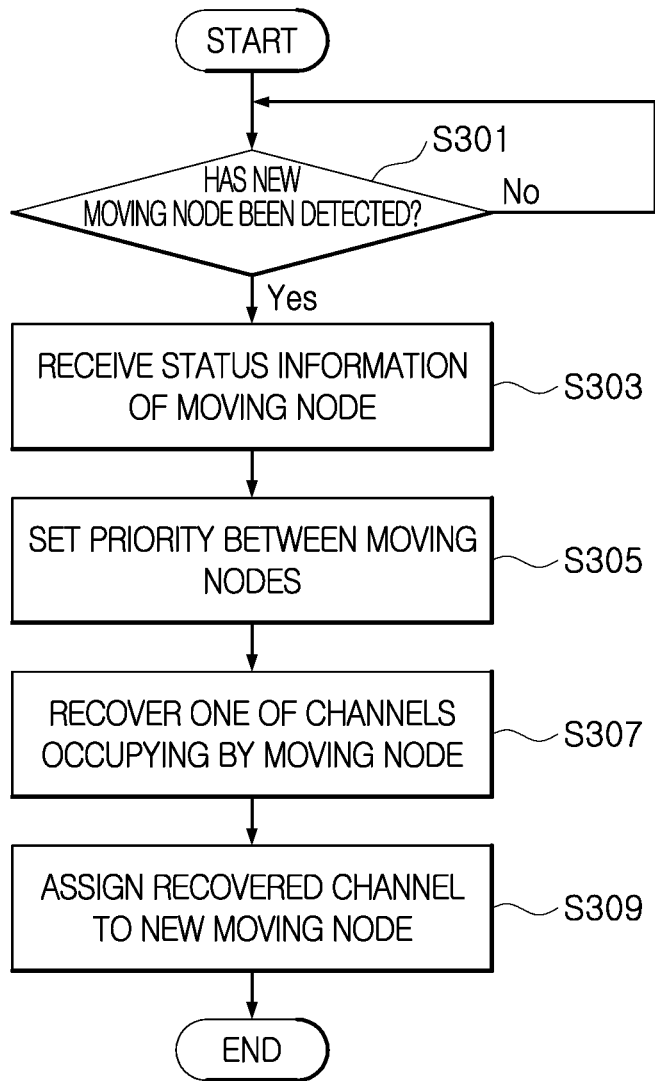 START
S301
HAS NEW
MOVING NODE BEEN DETECTED?
No
Yes
RECEIVE STATUS INFORMATION
OF MOVING NODE
S303
SET PRIORITY BETWEEN MOVING
NODES
S305
RECOVER ONE OF CHANNELS
OCCUPYING BY MOVING NODE
S307
ASSIGN RECOVERED CHANNEL
TO NEW MOVING NODE
S309
END